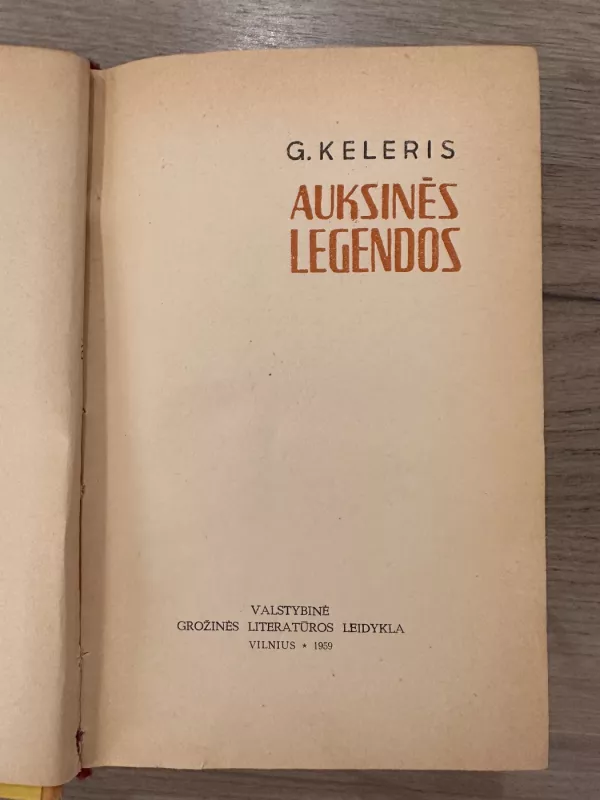 G. KELERIS
AUKSINĖS
LEGENDOS
VALSTYBINĖ
GROŽINĖS LITERATŪROS LEIDYKLA
VILNIUS * 1959